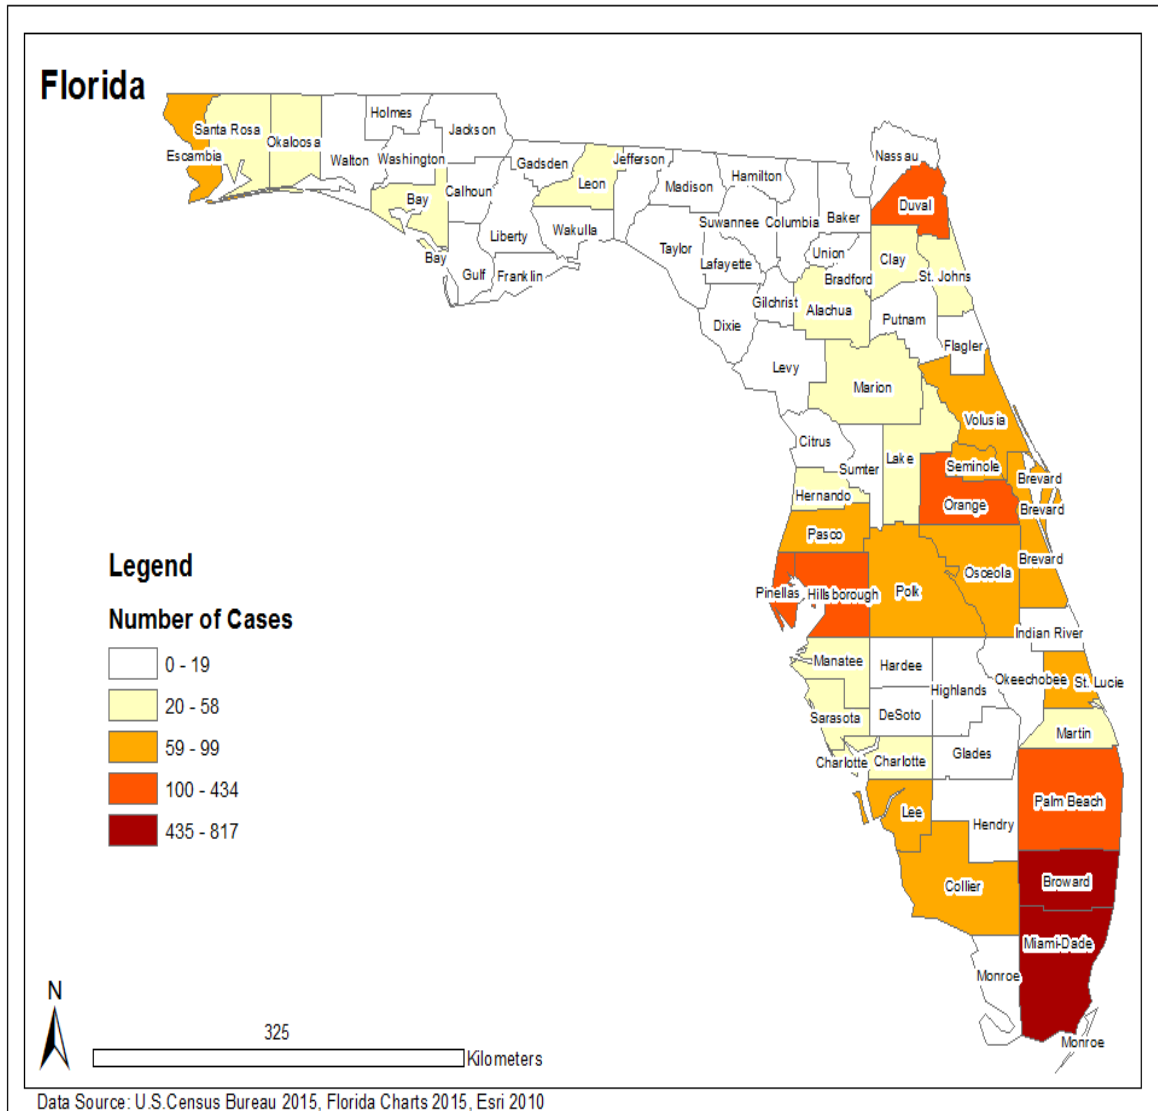 Florida
Holmes
Jackson
Santa Rosa
Okaloosa
Escambia
Walton
Washington
Gadsden
Jefferson
Nassau
Leon
Madison
Hamilton
Calhoun
Bay
Duval
Suwannee
Columbia
Baker
Liberty
Wakulla
Taylor
Union
Bay
Lafayette
Clay
St. Johns
Gulf
Franklin
Bradford
Gilchrist
Alachua
Dixie
Putnam
Flagler
Levy
Marion
Volusia
Citrus
Sumter
Lake
Seminole
Brevard
Hernando
Orange
Brevard
Pasco
Brevard
Osceola
Pinellas
Hillsborough
Polk
Indian River
Manatee
Hardee
Okeechobee
St. Lucie
Highlands
Sarasota
DeSoto
Martin
Charlotte
Charlotte
Glades
Palm Beach
Lee
Hendry
Collier
Broward
Miami-Dade
Monroe
Monroe
Legend
Number of Cases
0 - 19
20 - 58
59 - 99
100 - 434
435 - 817
N
325
Kilometers
Data Source: U.S.Census Bureau 2015, Florida Charts 2015, Esri 2010